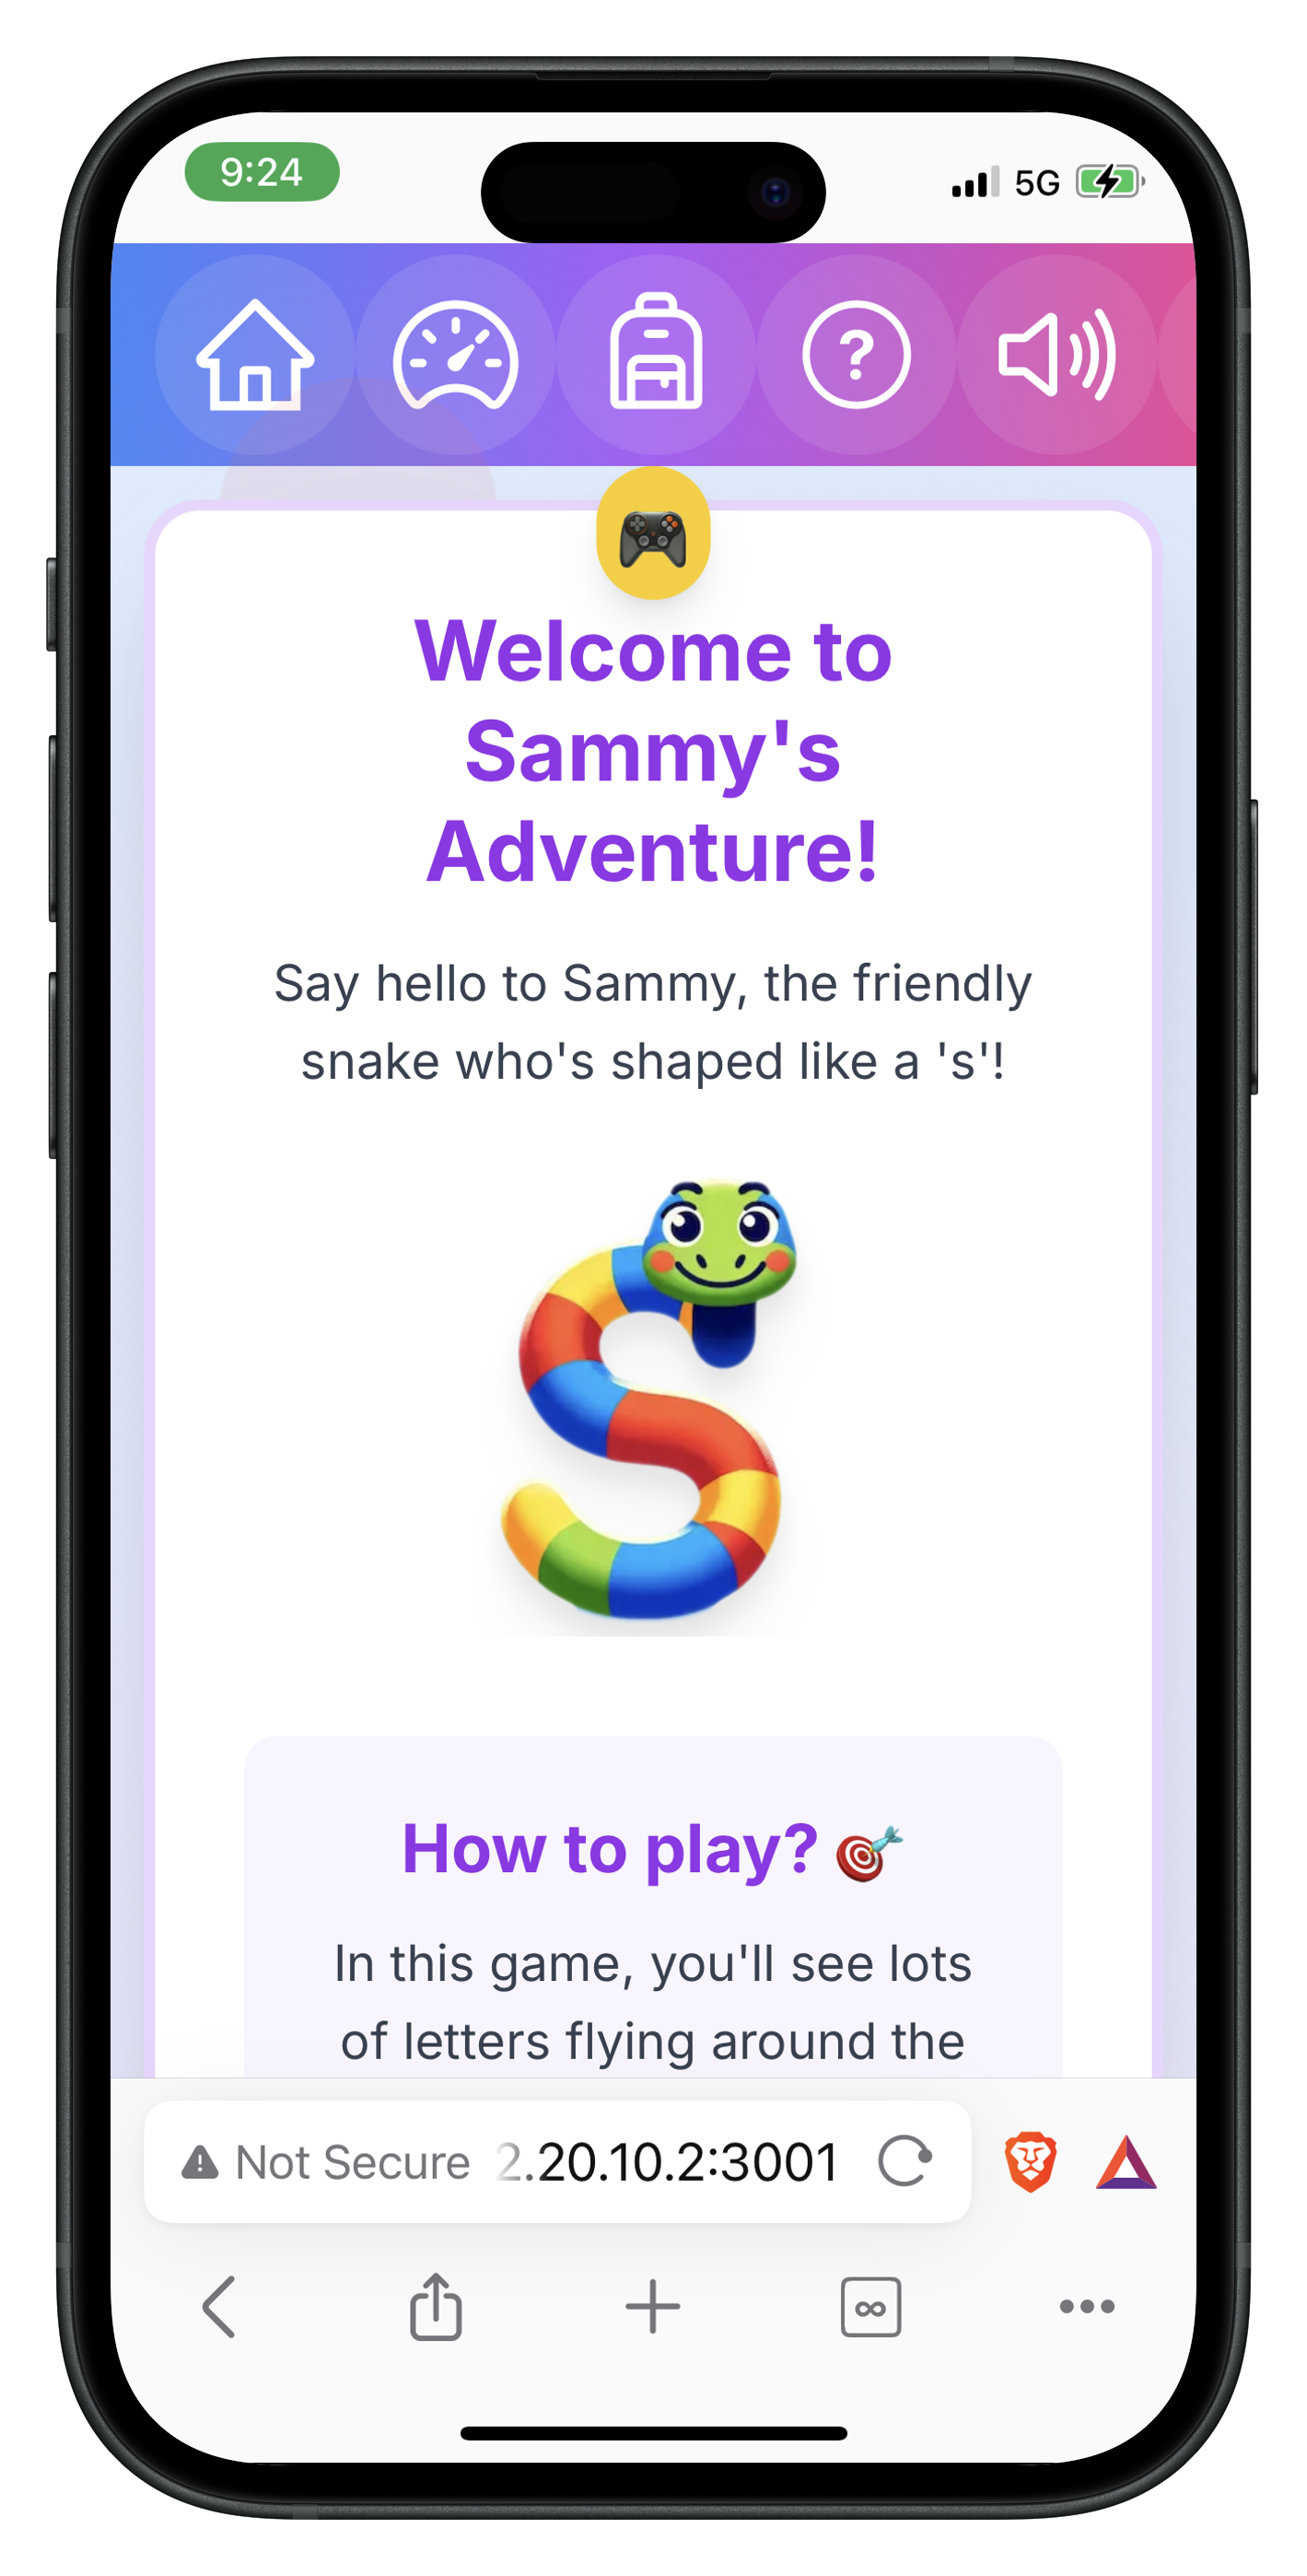 9:24
5G
?
Welcome to
Sammy's
Adventure!
Say hello to Sammy, the friendly
snake who's shaped like a 's'!
How to play? 🎯
In this game, you'll see lots
of letters flying around the
Not Secure 2.20.10.2:3001